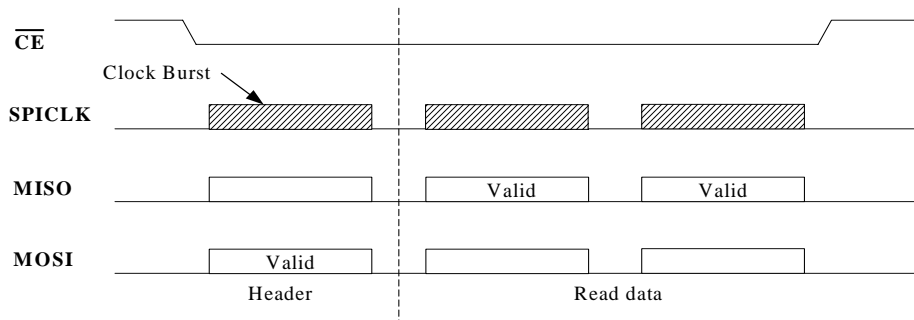 CE
Clock Burst
SPICLK
MISO
Valid
Valid
MOSI
Valid
Header
Read data